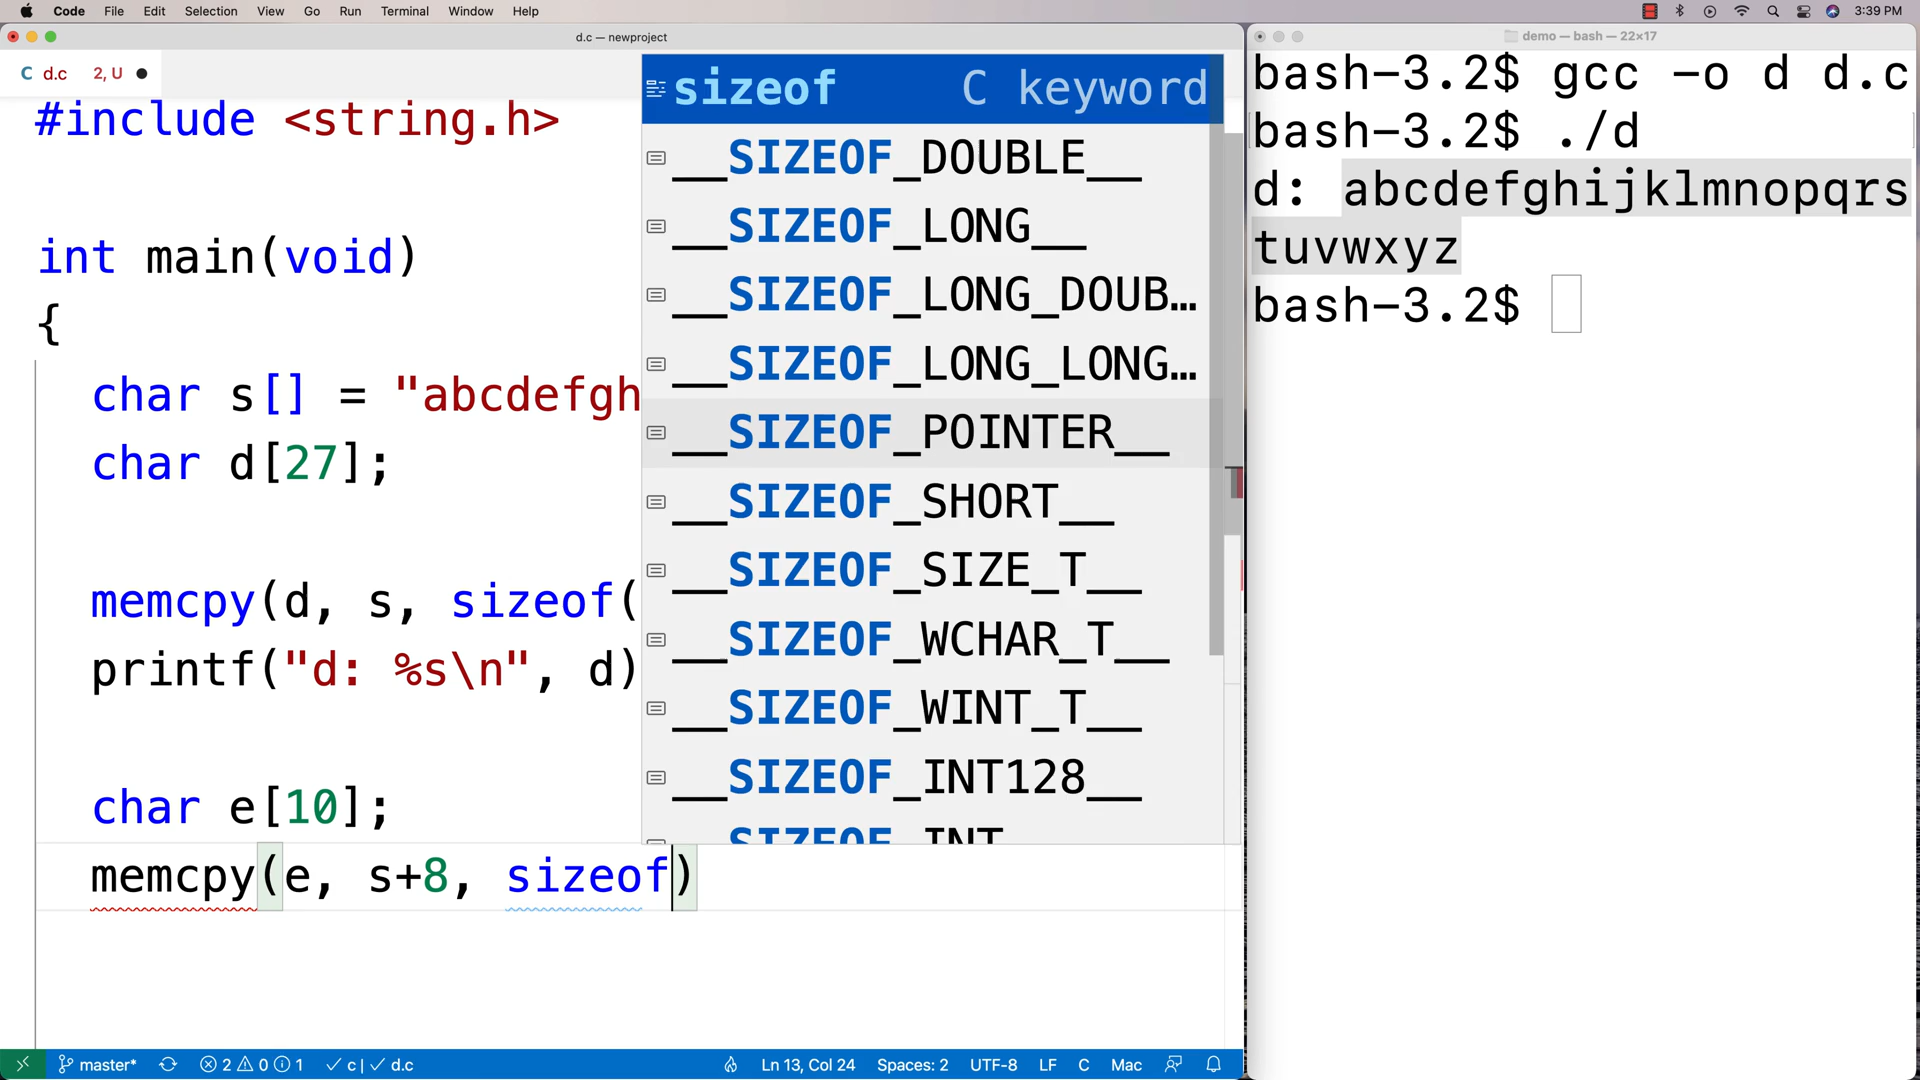 Code File Edit Selection View Go Run Terminal Window Help 3:39 PM
d.c — newproject
C d.c 2, U
#include <string.h>
int main(void)
{
char s[] = "abcdefgh
char d[27];
memcpy(d, s, sizeof(
printf("d: %s\n", d)
char e[10];
memcpy(e, s+8, sizeof)
sizeof C keyword
__SIZEOF_DOUBLE__
__SIZEOF_LONG__
__SIZEOF_LONG_DOUB…
__SIZEOF_LONG_LONG…
__SIZEOF_POINTER__
__SIZEOF_SHORT__
__SIZEOF_SIZE_T__
__SIZEOF_WCHAR_T__
__SIZEOF_WINT_T__
__SIZEOF_INT128__
__SIZEOF_INT__
master* 2 0 1 c | d.c Ln 13, Col 24 Spaces: 2 UTF-8 LF C Mac
demo — bash — 22×17
bash-3.2$ gcc -o d d.c
bash-3.2$ ./d
d: abcdefghijklmnopqrs
tuvwxyz
bash-3.2$